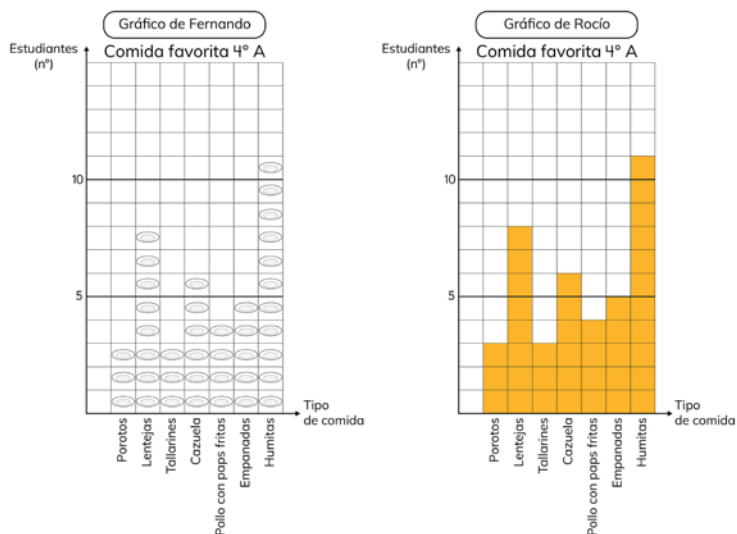 Gráfico de Fernando
Comida favorita 4° A
Estudiantes
(n°)
10
5
Tipo
de comida
Porotos
Lentejas
Tallarines
Cazuela
Pollo con paps fritas
Empanadas
Humitas
Gráfico de Rocío
Comida favorita 4° A
Estudiantes
(n°)
10
5
Tipo
de comida
Porotos
Lentejas
Tallarines
Cazuela
Pollo con paps fritas
Empanadas
Humitas